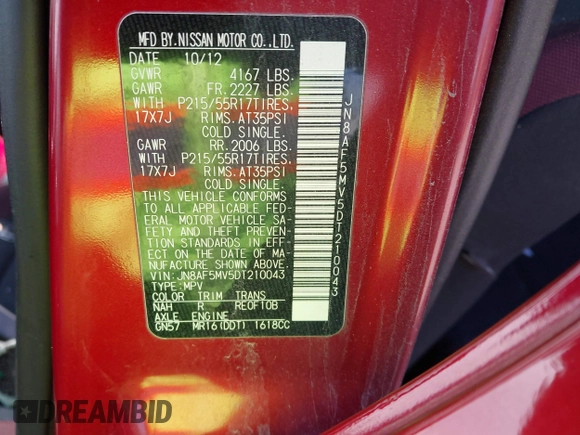 MFD BY.NISSAN MOTOR CO.,LTD.
DATE 10/12
GVWR 4167 LBS.
GAWR FR. 2227 LBS.
WITH P215/55R17TIRES.
17X7J RIMS. AT35PSI
COLD SINGLE.
GAWR RR. 2006 LBS.
WITH P215/55R17TIRES.
17X7J RIMS. AT35PSI
COLD SINGLE.
THIS VEHICLE CONFORMS
TO ALL APPLICABLE FED-
ERAL MOTOR VEHICLE SA-
FETY AND THEFT PREVEN-
TION STANDARDS IN EFF-
ECT ON THE DATE OF MA-
NUFACTURE SHOWN ABOVE.
VIN: JN8AF5MV5DT210043
TYPE: MPV
COLOR TRIM TRANS
NAH R RE0F10B
AXLE ENGINE
GN57 MR16(DDT) 1618CC
JN8AF5MV5DT210043
DREAMBID